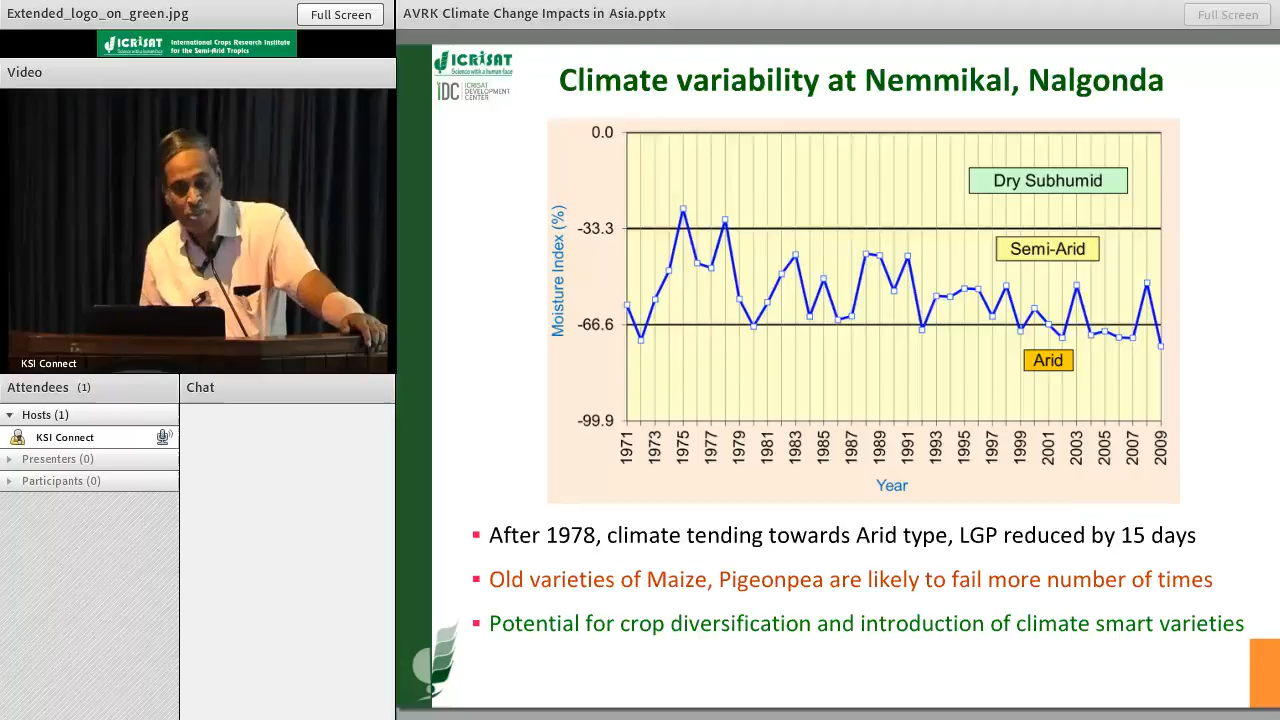 Extended_logo_on_green.jpg
Full Screen
ICRISAT
Science with a human face
International Crops Research Institute
for the Semi-Arid Tropics
Video
KSI Connect
Attendees (1)
Hosts (1)
KSI Connect
Presenters (0)
Participants (0)
Chat
AVRK Climate Change Impacts in Asia.pptx
Full Screen
ICRISAT
Science with a human face
IDC
ICRISAT
DEVELOPMENT
CENTER
Climate variability at Nemmikal, Nalgonda
Moisture Index (%)
0.0
-33.3
-66.6
-99.9
Dry Subhumid
Semi-Arid
Arid
1971 1973 1975 1977 1979 1981 1983 1985 1987 1989 1991 1993 1995 1997 1999 2001 2003 2005 2007 2009
Year
▪ After 1978, climate tending towards Arid type, LGP reduced by 15 days
▪ Old varieties of Maize, Pigeonpea are likely to fail more number of times
▪ Potential for crop diversification and introduction of climate smart varieties